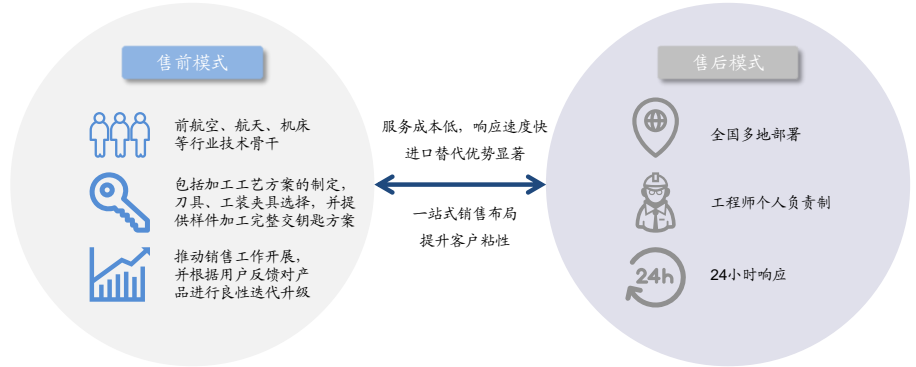 售前模式
前航空、航天、机床
等行业技术骨干
包括加工工艺方案的制定，
刀具、工装夹具选择，并提
供样件加工完整交钥匙方案
推动销售工作开展，
并根据用户反馈对产
品进行良性迭代升级
服务成本低，响应速度快
进口替代优势显著
一站式销售布局
提升客户粘性
售后模式
全国多地部署
工程师个人负责制
24h
24小时响应